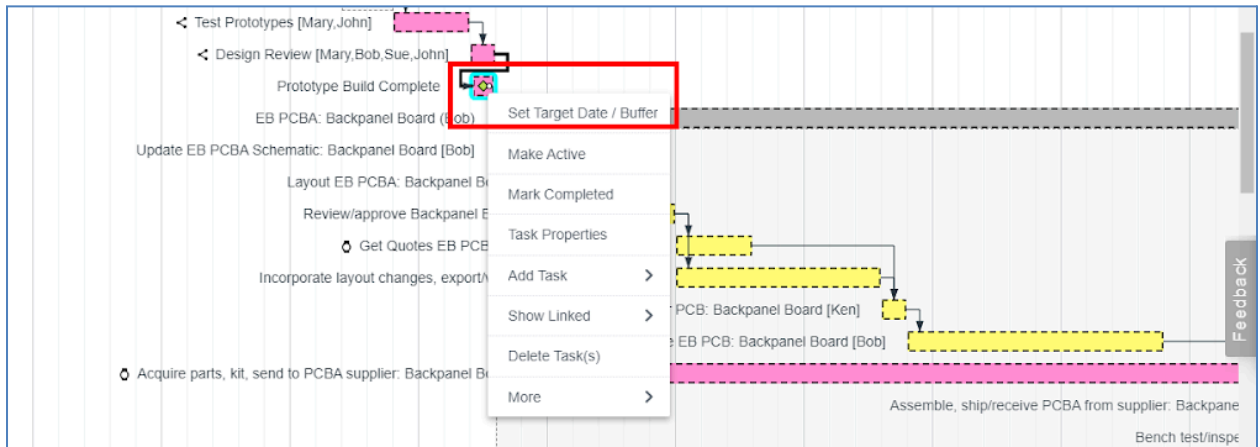 Test Prototypes [Mary,John]
Design Review [Mary,Bob,Sue,John]
Prototype Build Complete
EB PCBA: Backpanel Board (Bob)
Set Target Date / Buffer
Update EB PCBA Schematic: Backpanel Board [Bob]
Make Active
Layout EB PCBA: Backpanel
Mark Completed
Review/approve Backpanel
Task Properties
Get Quotes EB
Feedback
Incorporate layout changes,
Add Task
PCB: Backpanel Board [Ken]
Show Linked
EB PCB: Backpanel Board [Bob]
Delete Task(s)
Acquire parts, kit, send to PCBA supplier: Backpanel
More
Assemble, ship/receive PCBA from supplier: Backpane
Bench test/inspe